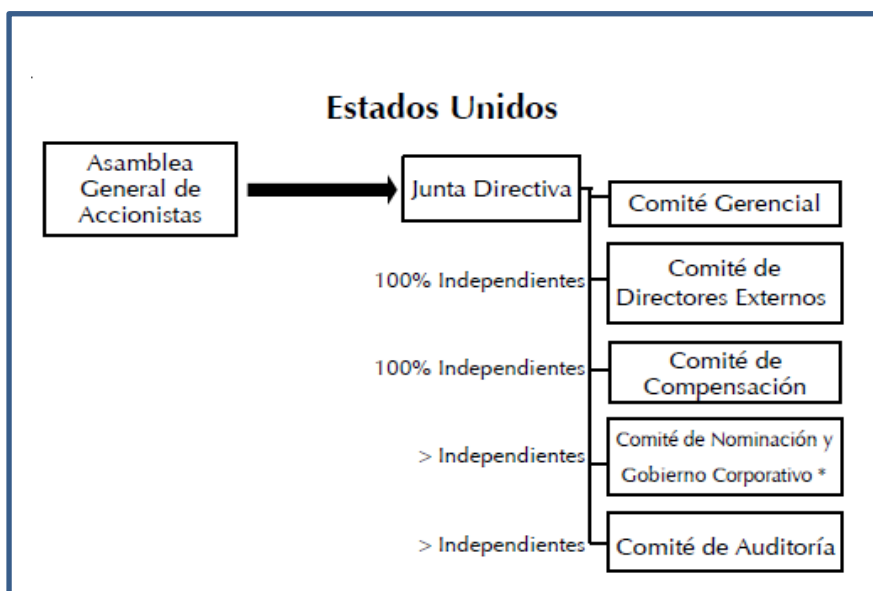 Estados Unidos
Asamblea
General de
Accionistas
Junta Directiva
Comité Gerencial
100% Independientes
Comité de
Directores Externos
100% Independientes
Comité de
Compensación
> Independientes
Comité de Nominación y
Gobierno Corporativo *
> Independientes
Comité de Auditoría